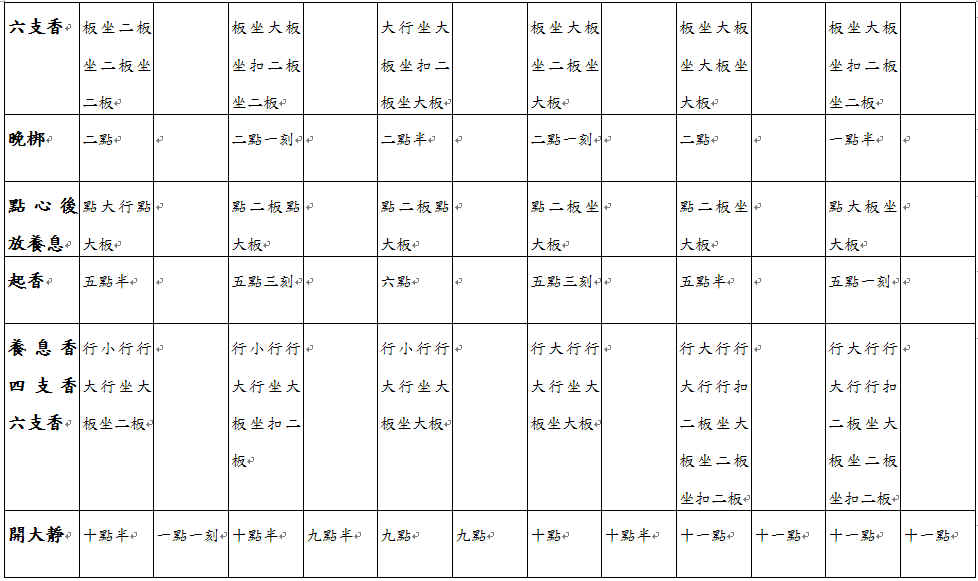 六支香
板坐二板
坐二板坐
二板
板坐大板
坐扣二板
坐二板
大行坐大
板坐扣二
板坐大板
板坐大板
坐二板坐
大板
板坐大板
坐大板坐
大板
板坐大板
坐扣二板
坐二板
晚梆
二點
二點一刻
二點半
二點一刻
二點
一點半
點心後
放養息
點大行點
大板
點二板點
大板
點二板點
大板
點二板坐
大板
點二板坐
大板
點大板坐
大板
起香
五點半
五點三刻
六點
五點三刻
五點半
五點一刻
養息香
四支香
六支香
行小行行
大行坐大
板坐二板
行小行行
大行坐大
板坐扣二
板
行小行行
大行坐大
板坐大板
行大行行
大行坐大
板坐大板
行大行行
大行行扣
二板坐大
板坐二板
坐扣二板
行大行行
大行行扣
二板坐大
板坐二板
坐扣二板
開大靜
十點半
一點一刻
十點半
九點半
九點
九點
十點
十點半
十一點
十一點
十一點
十一點